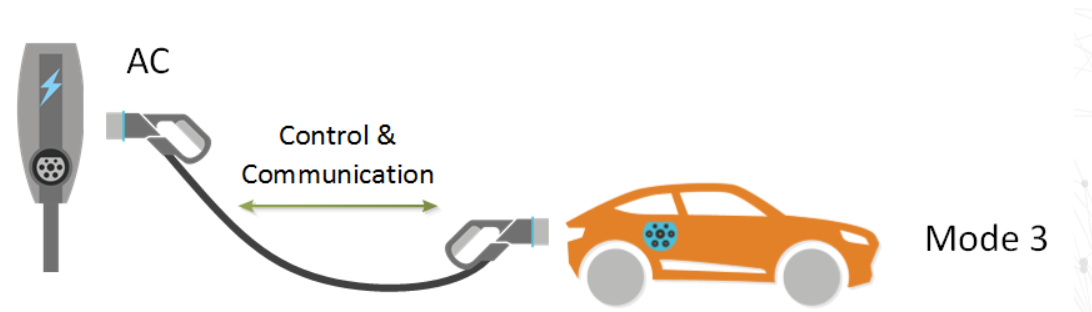 AC
Control &
Communication
Mode 3